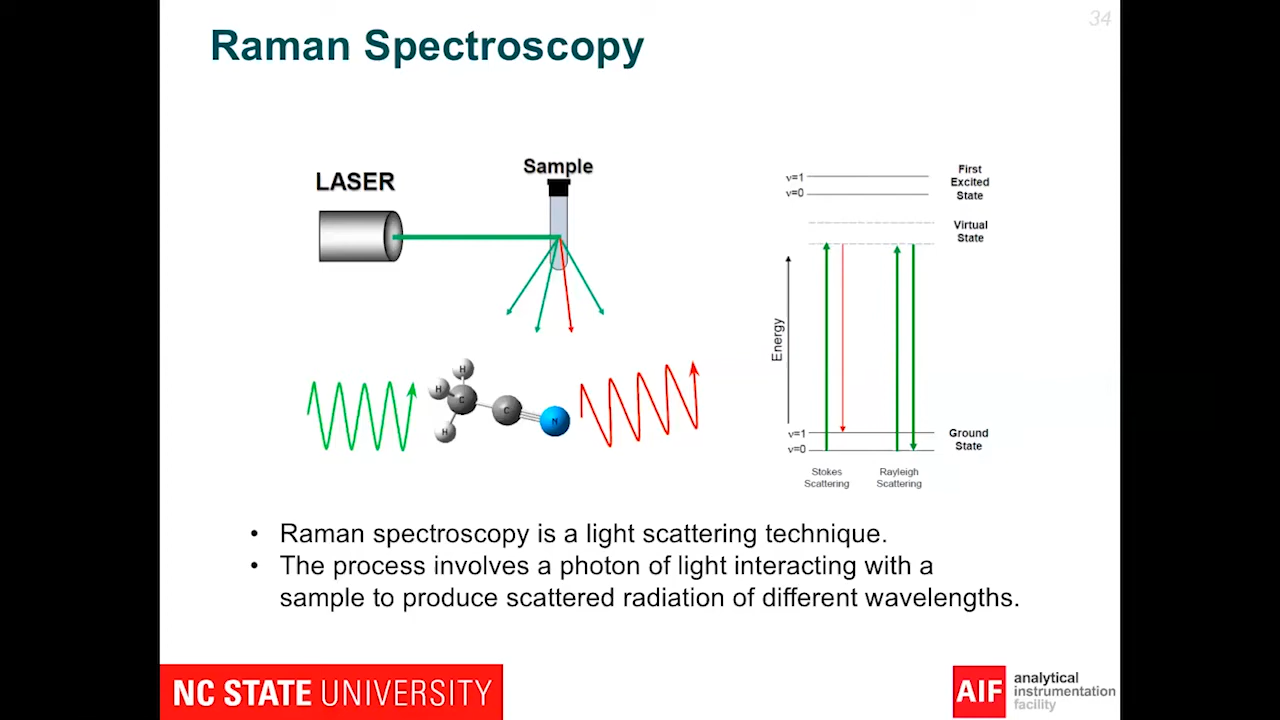 34
Raman Spectroscopy
LASER
Sample
H
H
C
H
C
N
Energy
v=1
v=0
First
Excited
State
Virtual
State
v=1
v=0
Ground
State
Stokes
Scattering
Rayleigh
Scattering
• Raman spectroscopy is a light scattering technique.
• The process involves a photon of light interacting with a
sample to produce scattered radiation of different wavelengths.
NC STATE UNIVERSITY
AIF
analytical
instrumentation
facility